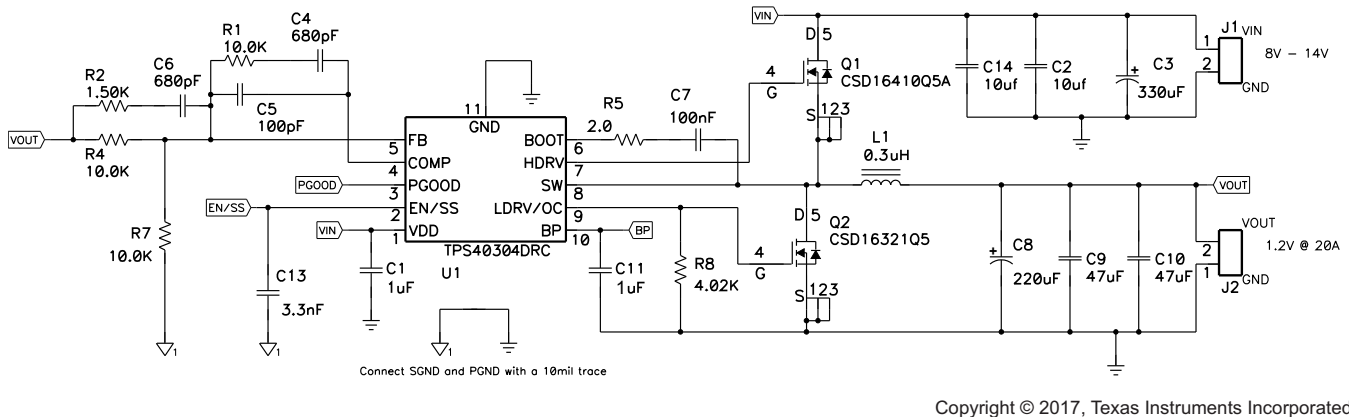 R1
10.0K
C4
680pF
C6
680pF
R2
1.50K
C5
100pF
VOUT
R4
10.0K
R7
10.0K
PGOOD
EN/SS
VIN
C13
3.3nF
C1
1uF
11
GND
FB
5
COMP
4
PGOOD
3
EN/SS
2
VDD
1
BOOT
6
HDRV
7
SW
8
LDRV/OC
9
BP
10
TPS40304DRC
U1
BP
R5
2.0
C7
100nF
C11
1uF
R8
4.02K
VIN
D 5
4
G
Q1
CSD16410Q5A
S 123
L1
0.3uH
D 5
4
G
Q2
CSD16321Q5
S 123
C14
10uf
C2
10uf
C3
330uF
+
J1
VIN
1
2
GND
8V – 14V
VOUT
+
C8
220uF
C9
47uF
C10
47uF
VOUT
2
1
GND
J2
1.2V @ 20A
1
1
1
Connect SGND and PGND with a 10mil trace
Copyright © 2017, Texas Instruments Incorporated